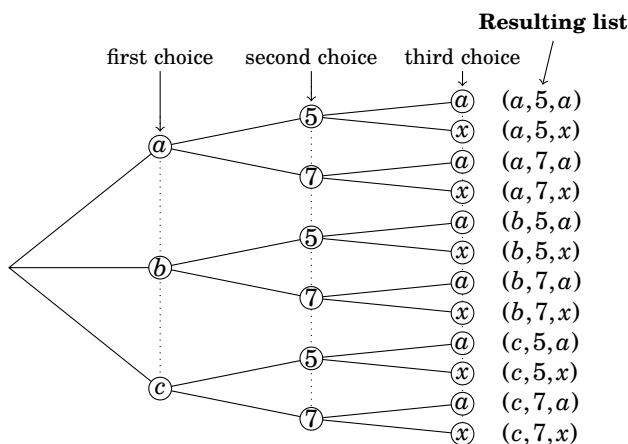 Resulting list
first choice second choice third choice
a (a,5,a)
5
x (a,5,x)
a
a (a,7,a)
7
x (a,7,x)
a (b,5,a)
5
x (b,5,x)
b
a (b,7,a)
7
x (b,7,x)
a (c,5,a)
5
x (c,5,x)
c
a (c,7,a)
7
x (c,7,x)